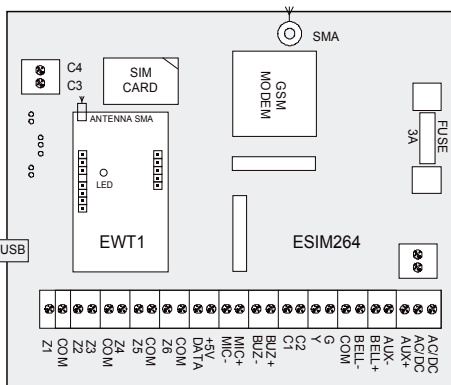 SMA
C4
C3
SIM
CARD
GSM
MODEM
ANTENNA SMA
FUSE
3A
LED
EWT1
ESIM264
USB
Z1
COM
Z2
Z3
COM
Z4
Z5
COM
Z6
COM
DATA
+5V
MIC-
MIC+
BUZ-
BUZ+
C1
C2
Y
G
COM
BELL-
BELL+
AUX-
AUX+
AC/DC
AC/DC